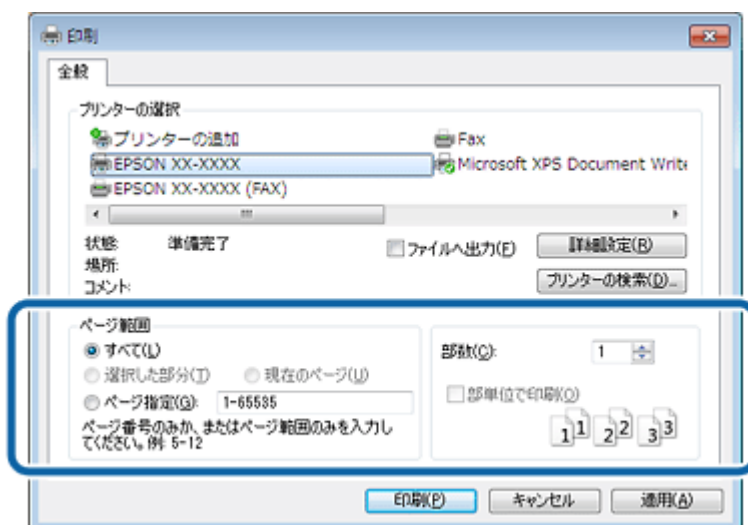 印刷
全般
プリンターの選択
プリンターの追加 Fax
EPSON XX-XXXX Microsoft XPS Document Write
EPSON XX-XXXX (FAX)
状態: 準備完了 ファイルへ出力(F) 詳細設定(R)
場所:
コメント: プリンターの検索(D)...
ページ範囲
すべて(L) 部数(C): 1
選択した部分(T) 現在のページ(U)
ページ指定(G): 1-65535 部単位で印刷(O)
ページ番号のみか、またはページ範囲のみを入力し
てください。例: 5-12
11 22 33
印刷(P) キャンセル 適用(A)